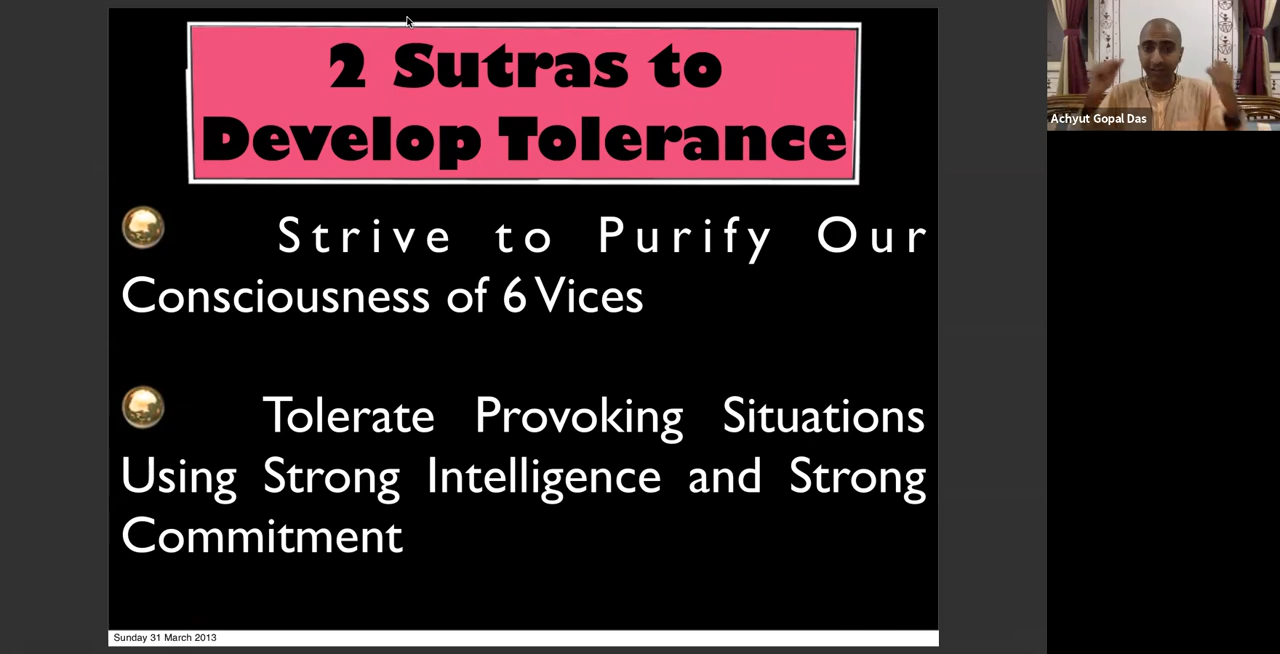 2 Sutras to
Develop Tolerance
Strive to Purify Our
Consciousness of 6 Vices
Tolerate Provoking Situations
Using Strong Intelligence and Strong
Commitment
Sunday 31 March 2013
Achyut Gopal Das